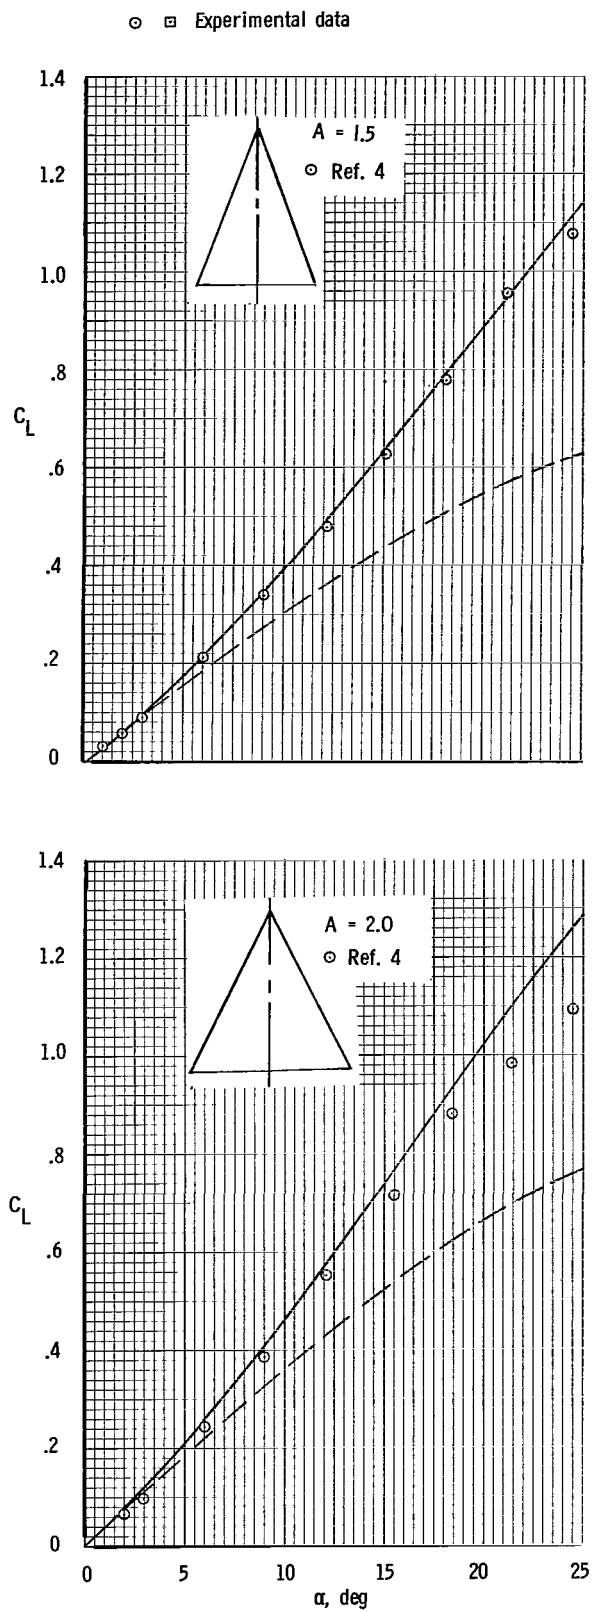 Experimental data
1.4
A = 1.5
Ref. 4
1.2
1.0
.8
C_L
.6
.4
.2
0
1.4
A = 2.0
Ref. 4
1.2
1.0
.8
C_L
.6
.4
.2
0
0 5 10 15 20 25
α, deg